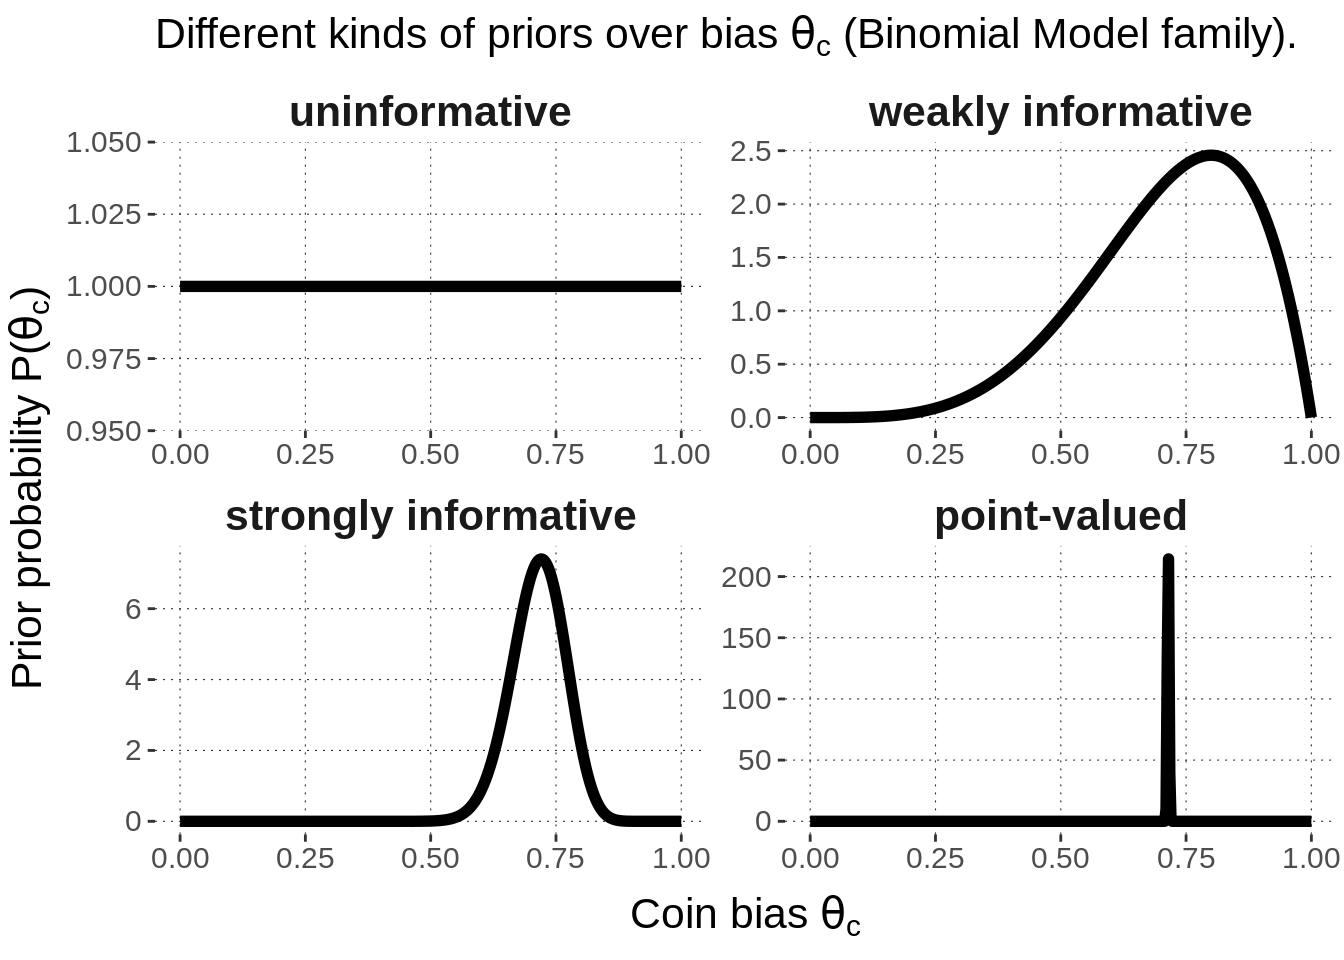 Different kinds of priors over bias θc (Binomial Model family).
Prior probability P(θc)
uninformative
1.050
1.025
1.000
0.975
0.950
0.00 0.25 0.50 0.75 1.00
weakly informative
2.5
2.0
1.5
1.0
0.5
0.0
0.00 0.25 0.50 0.75 1.00
strongly informative
6
4
2
0
0.00 0.25 0.50 0.75 1.00
point-valued
200
150
100
50
0
0.00 0.25 0.50 0.75 1.00
Coin bias θc